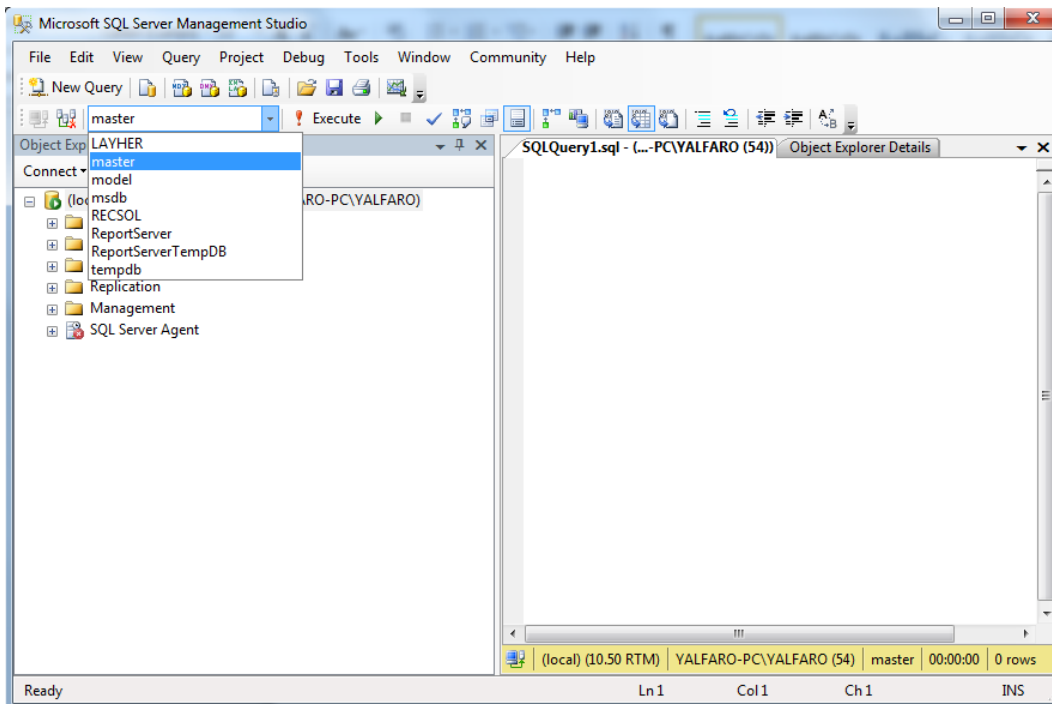 Microsoft SQL Server Management Studio
File Edit View Query Project Debug Tools Window Community Help
New Query
master Execute
Object Exp
SQLQuery1.sql - (...-PC\YALFARO (54)) Object Explorer Details
LAYHER
master
model
msdb
RECSOL
ReportServer
ReportServerTempDB
tempdb
Connect
(loc ARO-PC\YALFARO)
Replication
Management
SQL Server Agent
(local) (10.50 RTM) YALFARO-PC\YALFARO (54) master 00:00:00 0 rows
Ready Ln 1 Col 1 Ch 1 INS